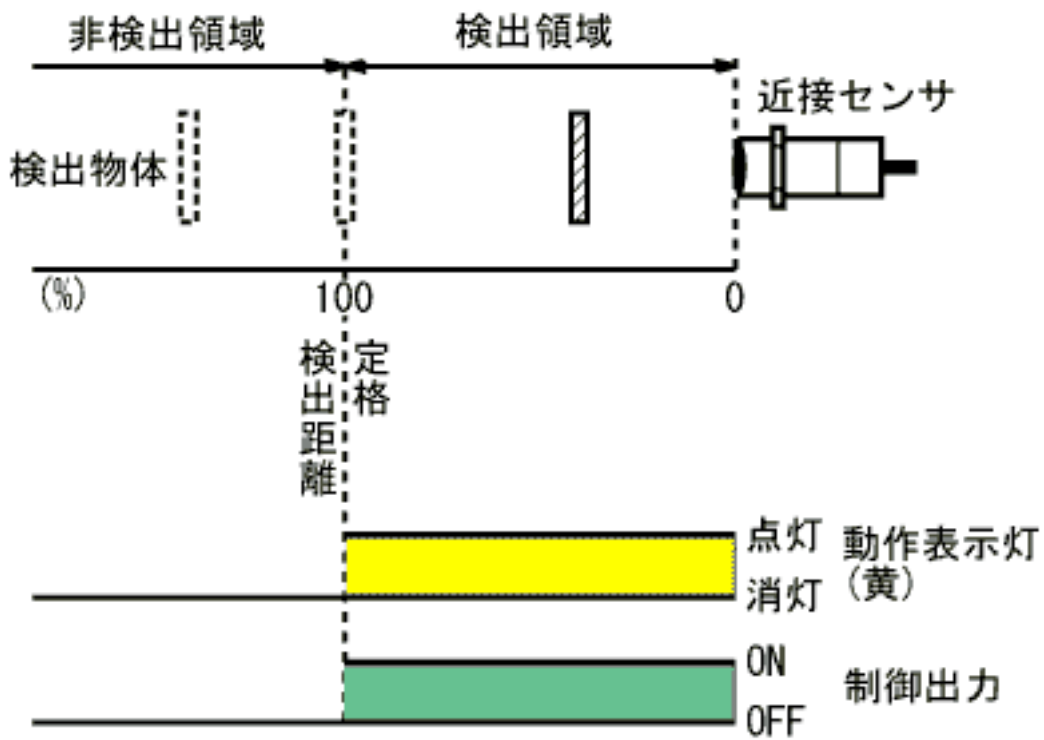 非検出領域
検出領域
近接センサ
検出物体
(%)
100
0
定格
検出距離
点灯
消灯
動作表示灯
(黄)
ON
OFF
制御出力